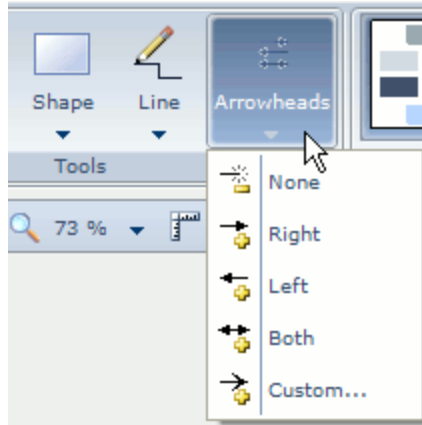 Shape Line Arrowheads
Tools
None
73 %
Right
Left
Both
Custom...